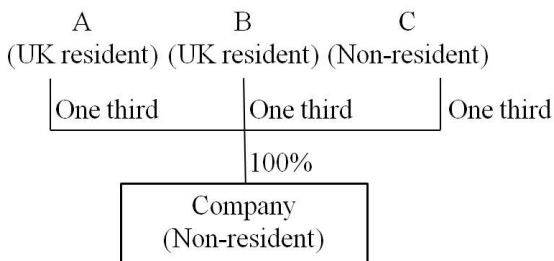 A B C
(UK resident) (UK resident) (Non-resident)
One third One third One third
100%
Company
(Non-resident)